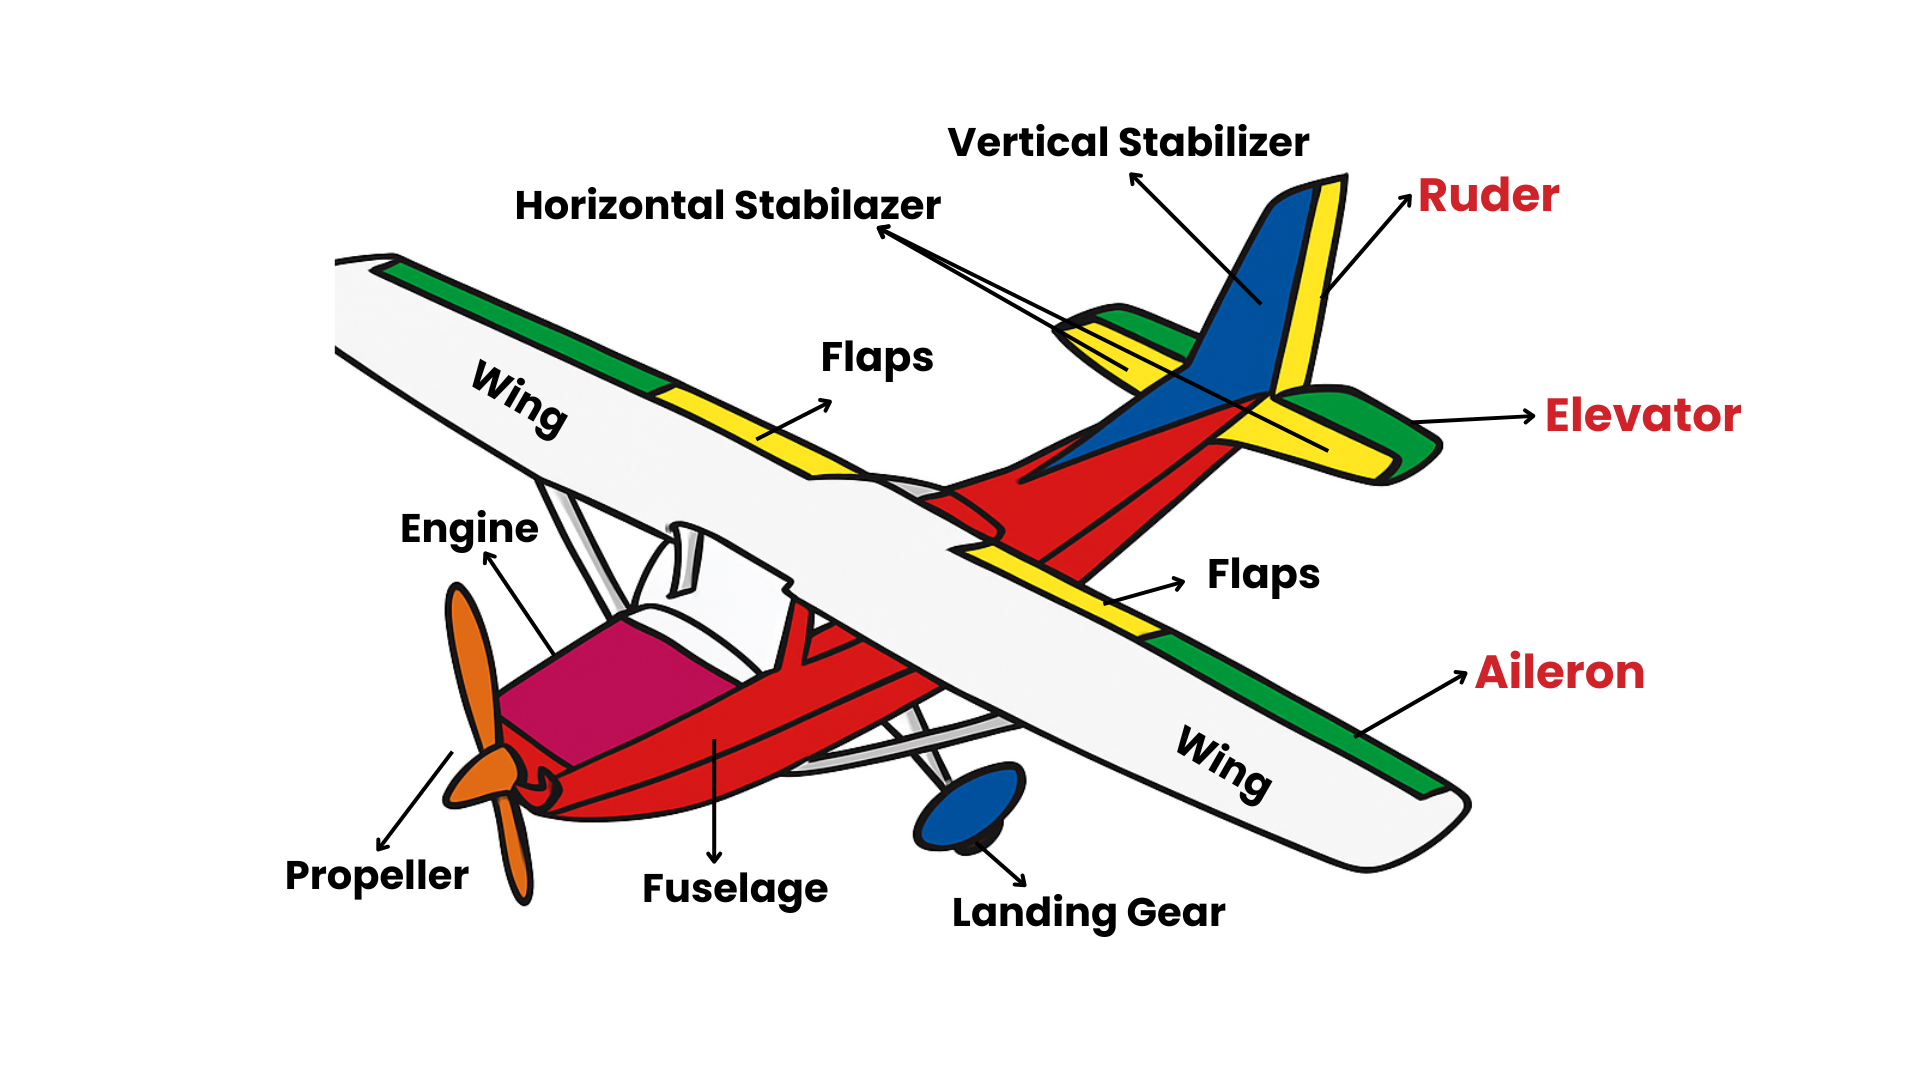 Vertical Stabilizer
Ruder
Horizontal Stabilazer
Flaps
Wing
Elevator
Engine
Flaps
Aileron
Wing
Propeller
Fuselage
Landing Gear